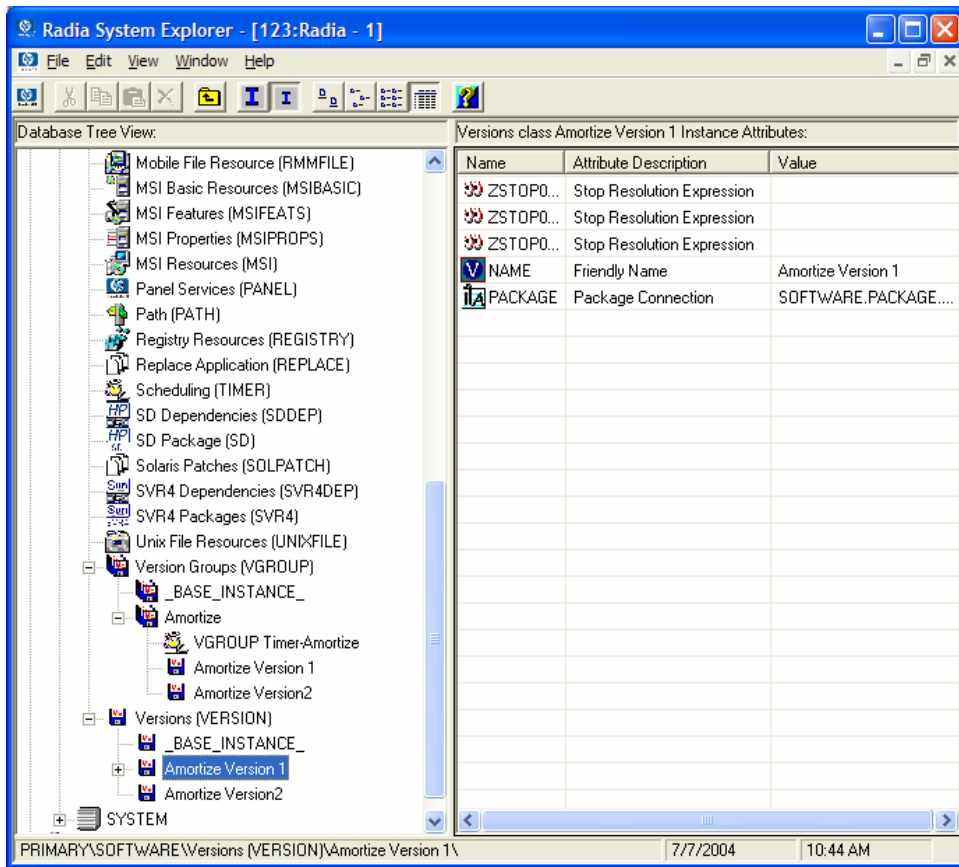 Radia System Explorer - [123:Radia - 1]
File Edit View Window Help
Database Tree View:
Versions class Amortize Version 1 Instance Attributes:
Mobile File Resource (RMMFILE)
MSI Basic Resources (MSIBASIC)
MSI Features (MSIFEATS)
MSI Properties (MSIPROPS)
MSI Resources (MSI)
Panel Services (PANEL)
Path (PATH)
Registry Resources (REGISTRY)
Replace Application (REPLACE)
Scheduling (TIMER)
SD Dependencies (SDDEP)
SD Package (SD)
Solaris Patches (SOLPATCH)
SVR4 Dependencies (SVR4DEP)
SVR4 Packages (SVR4)
Unix File Resources (UNIXFILE)
Version Groups (VGROUP)
_BASE_INSTANCE_
Amortize
VGROUP Timer-Amortize
Amortize Version 1
Amortize Version2
Versions (VERSION)
_BASE_INSTANCE_
Amortize Version 1
Amortize Version2
SYSTEM
Name Attribute Description Value
ZSTOP0... Stop Resolution Expression
ZSTOP0... Stop Resolution Expression
ZSTOP0... Stop Resolution Expression
NAME Friendly Name Amortize Version 1
PACKAGE Package Connection SOFTWARE.PACKAGE....
PRIMARY\SOFTWARE\Versions (VERSION)\Amortize Version 1\ 7/7/2004 10:44 AM